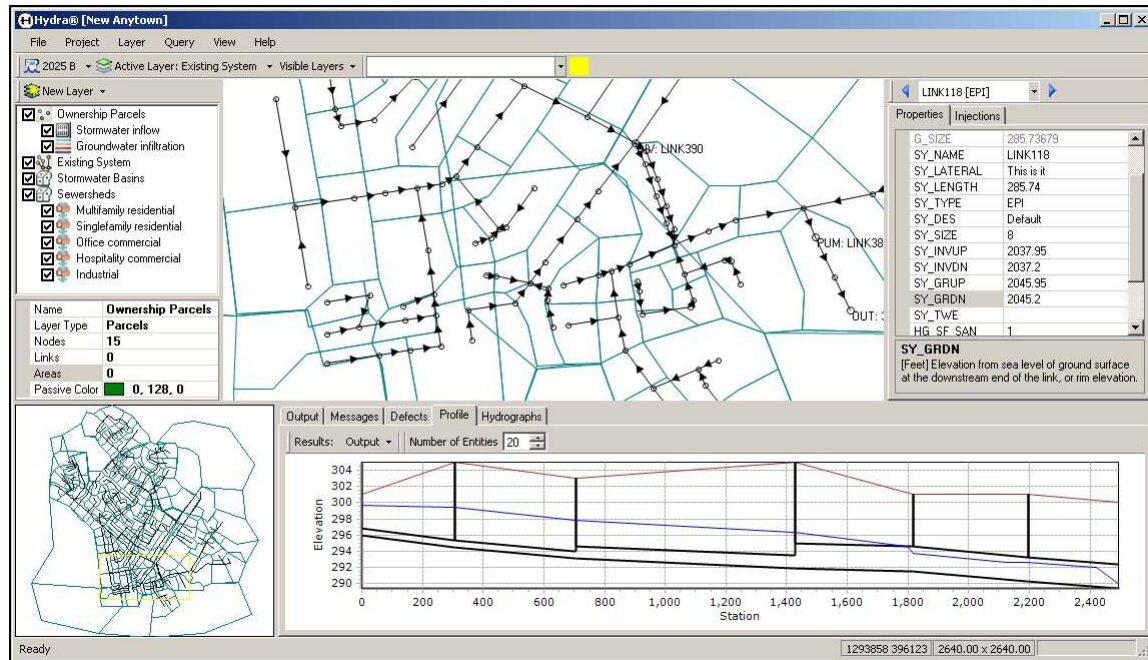 Hydra® [New Anytown]
File Project Layer Query View Help
2025 B Active Layer: Existing System Visible Layers
New Layer
Ownership Parcels
Stormwater inflow
Groundwater infiltration
Existing System
Stormwater Basins
Sewersheds
Multifamily residential
Singlefamily residential
Office commercial
Hospitality commercial
Industrial
Name Ownership Parcels
Layer Type Parcels
Nodes 15
Links 0
Areas 0
Passive Color 0, 128, 0
DIV: LINK390
PUM: LINK38
OUT:
LINK118 [EPI]
Properties Injections
G_SIZE 285.73679
SY_NAME LINK118
SY_LATERAL This is it
SY_LENGTH 285.74
SY_TYPE EPI
SY_DES Default
SY_SIZE 8
SY_INVUP 2037.95
SY_INVDN 2037.2
SY_GRUP 2045.95
SY_GRDN 2045.2
SY_TWE
HG_SF_SAN 1
SY_GRDN
[Feet] Elevation from sea level of ground surface
at the downstream end of the link, or rim elevation.
Output Messages Defects Profile Hydrographs
Results: Output Number of Entities 20
304
302
300
298
296
294
292
290
Elevation
0 200 400 600 800 1,000 1,200 1,400 1,600 1,800 2,000 2,200 2,400
Station
Ready 1293858 396123 2640.00 x 2640.00